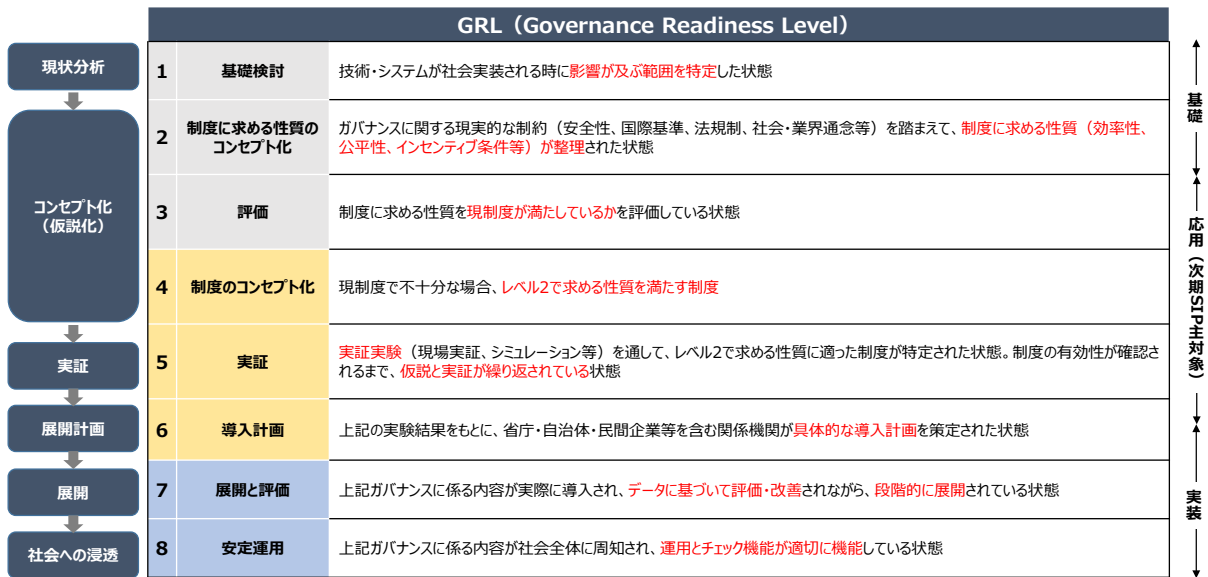 GRL（Governance Readiness Level）
現状分析
1
基礎検討
技術・システムが社会実装される時に影響が及ぶ範囲を特定した状態
コンセプト化
（仮説化）
2
制度に求める性質の
コンセプト化
ガバナンスに関する現実的な制約（安全性、国際基準、法規制、社会・業界通念等）を踏まえて、制度に求める性質（効率性、
公平性、インセンティブ条件等）が整理された状態
3
評価
制度に求める性質を現制度が満たしているかを評価している状態
4
制度のコンセプト化
現制度で不十分な場合、レベル2で求める性質を満たす制度
実証
5
実証
実証実験（現場実証、シミュレーション等）を通して、レベル2で求める性質に適った制度が特定された状態。制度の有効性が確認さ
れるまで、仮説と実証が繰り返されている状態
展開計画
6
導入計画
上記の実験結果をもとに、省庁・自治体・民間企業等を含む関係機関が具体的な導入計画を策定された状態
展開
7
展開と評価
上記ガバナンスに係る内容が実際に導入され、データに基づいて評価・改善されながら、段階的に展開されている状態
社会への浸透
8
安定運用
上記ガバナンスに係る内容が社会全体に周知され、運用とチェック機能が適切に機能している状態
基礎
応用（次期SIP主対象）
実装